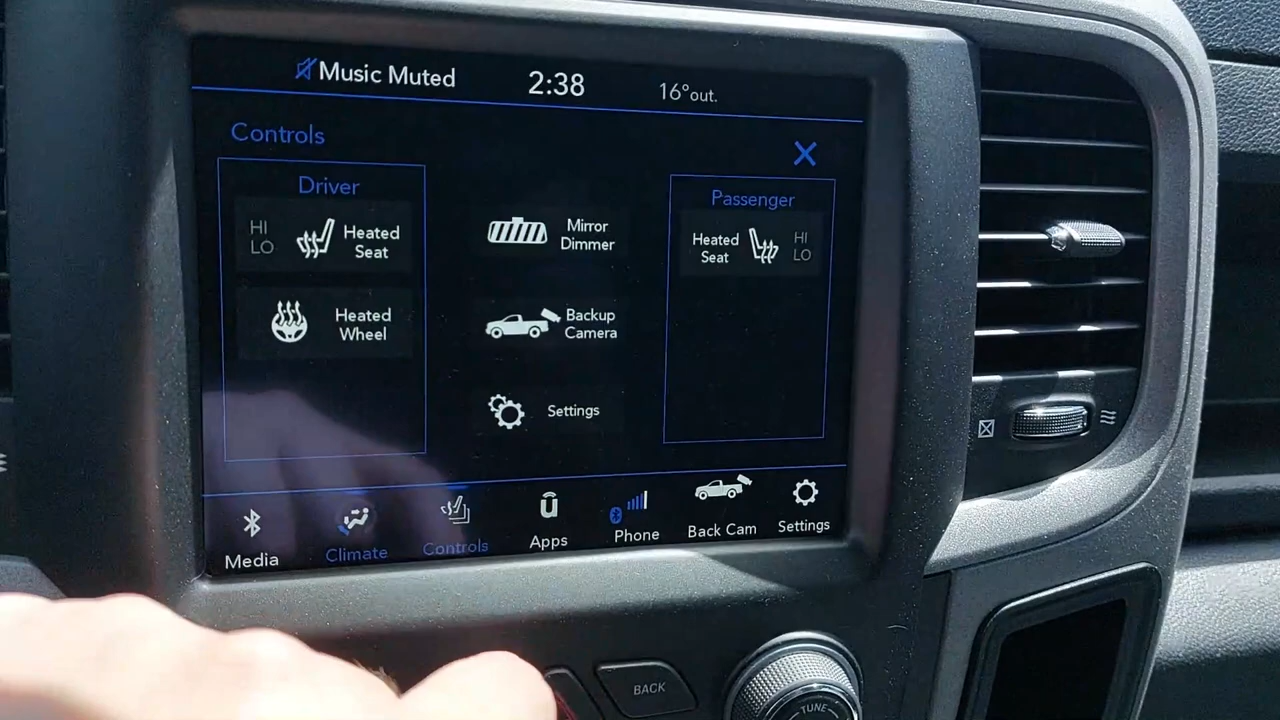 Music Muted
2:38
16°out.
Controls
Driver
HI
LO
Heated
Seat
Heated
Wheel
Mirror
Dimmer
Backup
Camera
Settings
Passenger
Heated
Seat
HI
LO
Media
Climate
Controls
Apps
Phone
Back Cam
Settings
BACK
TUNE